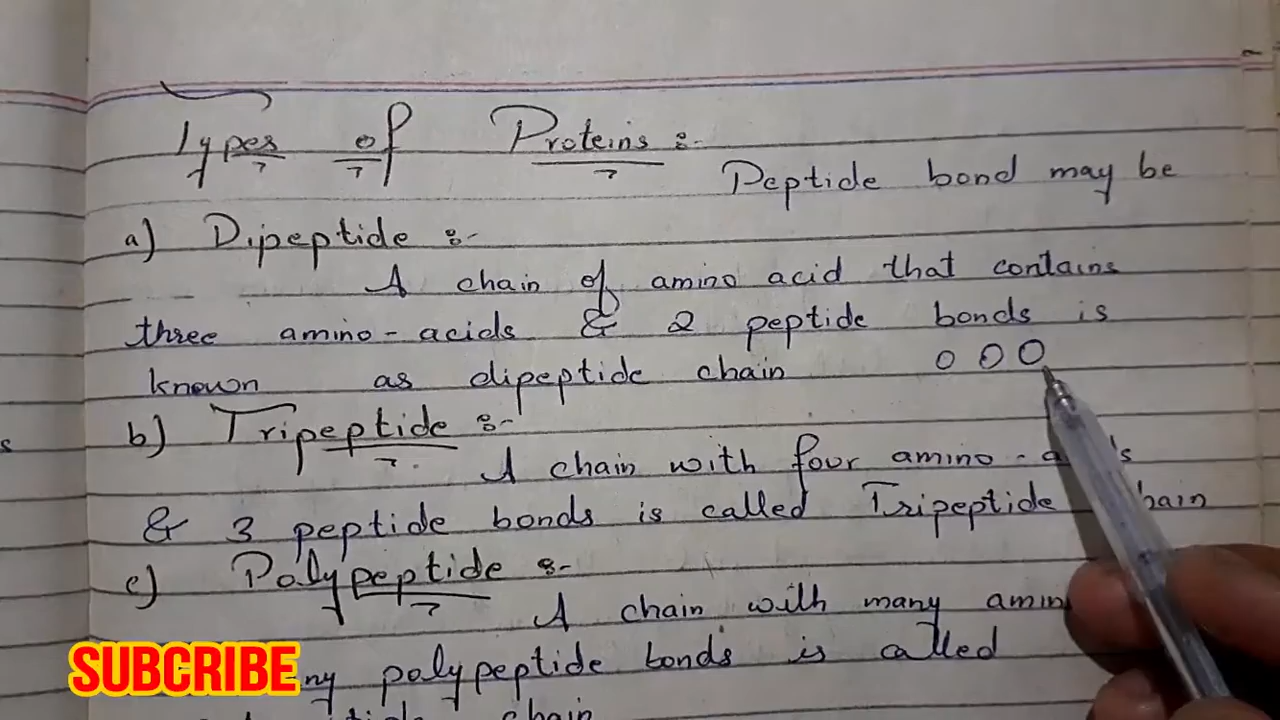 Types of Proteins :-
Peptide bond may be
a) Dipeptide :-
A chain of amino acid that contains
three amino-acids & 2 peptide bonds is
known as dipeptide chain
b) Tripeptide :-
A chain with four amino-
& 3 peptide bonds is called Tripeptide
c) Polypeptide :-
A chain with many
polypeptide bonds is called
chain
SUBCRIBE
s